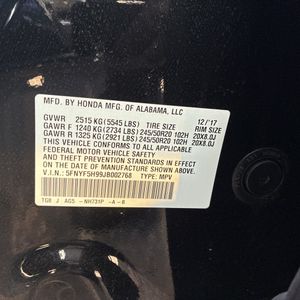 MFD. BY HONDA MFG. OF ALABAMA, LLC
12/'17
GVWR 2515 KG (5545 LBS) TIRE SIZE RIM SIZE
GAWR F 1240 KG (2734 LBS) 245/50R20 102H 20X8.0J
GAWR R 1325 KG (2921 LBS) 245/50R20 102H 20X8.0J
THIS VEHICLE CONFORMS TO ALL APPLICABLE
FEDERAL MOTOR VEHICLE SAFETY
AND THEFT PREVENTION STANDARDS IN EFFECT
ON THE DATE OF MANUFACTURE SHOWN ABOVE.
V.I.N.: 5FNYF5H99JB002768 TYPE: MPV
TG8 J AG5 -NH731P -A -B